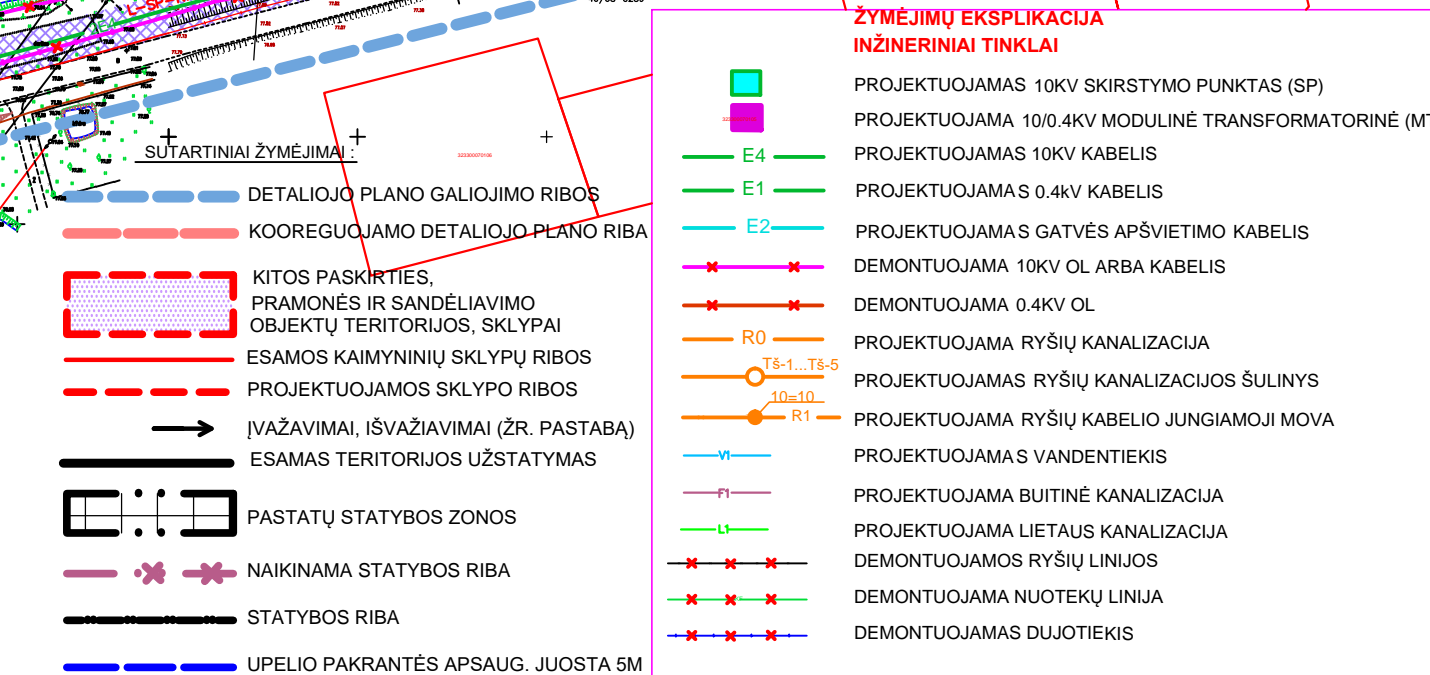 SUTARTINIAI ŽYMĖJIMAI :
DETALIOJO PLANO GALIOJIMO RIBOS
KOOREGUOJAMO DETALIOJO PLANO RIBA
KITOS PASKIRTIES,
PRAMONĖS IR SANDĖLIAVIMO
OBJEKTŲ TERITORIJOS, SKLYPAI
ESAMOS KAIMYNINIŲ SKLYPŲ RIBOS
PROJEKTUOJAMOS SKLYPO RIBOS
ĮVAŽAVIMAI, IŠVAŽIAVIMAI (ŽR. PASTABĄ)
ESAMAS TERITORIJOS UŽSTATYMAS
PASTATŲ STATYBOS ZONOS
NAIKINAMA STATYBOS RIBA
STATYBOS RIBA
UPELIO PAKRANTĖS APSAUG. JUOSTA 5M
ŽYMĖJIMŲ EKSPLIKACIJA
INŽINERINIAI TINKLAI
PROJEKTUOJAMAS 10KV SKIRSTYMO PUNKTAS (SP)
PROJEKTUOJAMA 10/0.4KV MODULINĖ TRANSFORMATORINĖ (MT
E4 PROJEKTUOJAMAS 10KV KABELIS
E1 PROJEKTUOJAMAS 0.4kV KABELIS
E2 PROJEKTUOJAMAS GATVĖS APŠVIETIMO KABELIS
DEMONTUOJAMA 10KV OL ARBA KABELIS
DEMONTUOJAMA 0.4KV OL
R0 PROJEKTUOJAMA RYŠIŲ KANALIZACIJA
Tš-1...Tš-5
PROJEKTUOJAMAS RYŠIŲ KANALIZACIJOS ŠULINYS
10=10
R1 PROJEKTUOJAMA RYŠIŲ KABELIO JUNGIAMOJI MOVA
V1 PROJEKTUOJAMAS VANDENTIEKIS
F1 PROJEKTUOJAMA BUITINĖ KANALIZACIJA
L1 PROJEKTUOJAMA LIETAUS KANALIZACIJA
DEMONTUOJAMOS RYŠIŲ LINIJOS
DEMONTUOJAMA NUOTEKŲ LINIJA
DEMONTUOJAMAS DUJOTIEKIS